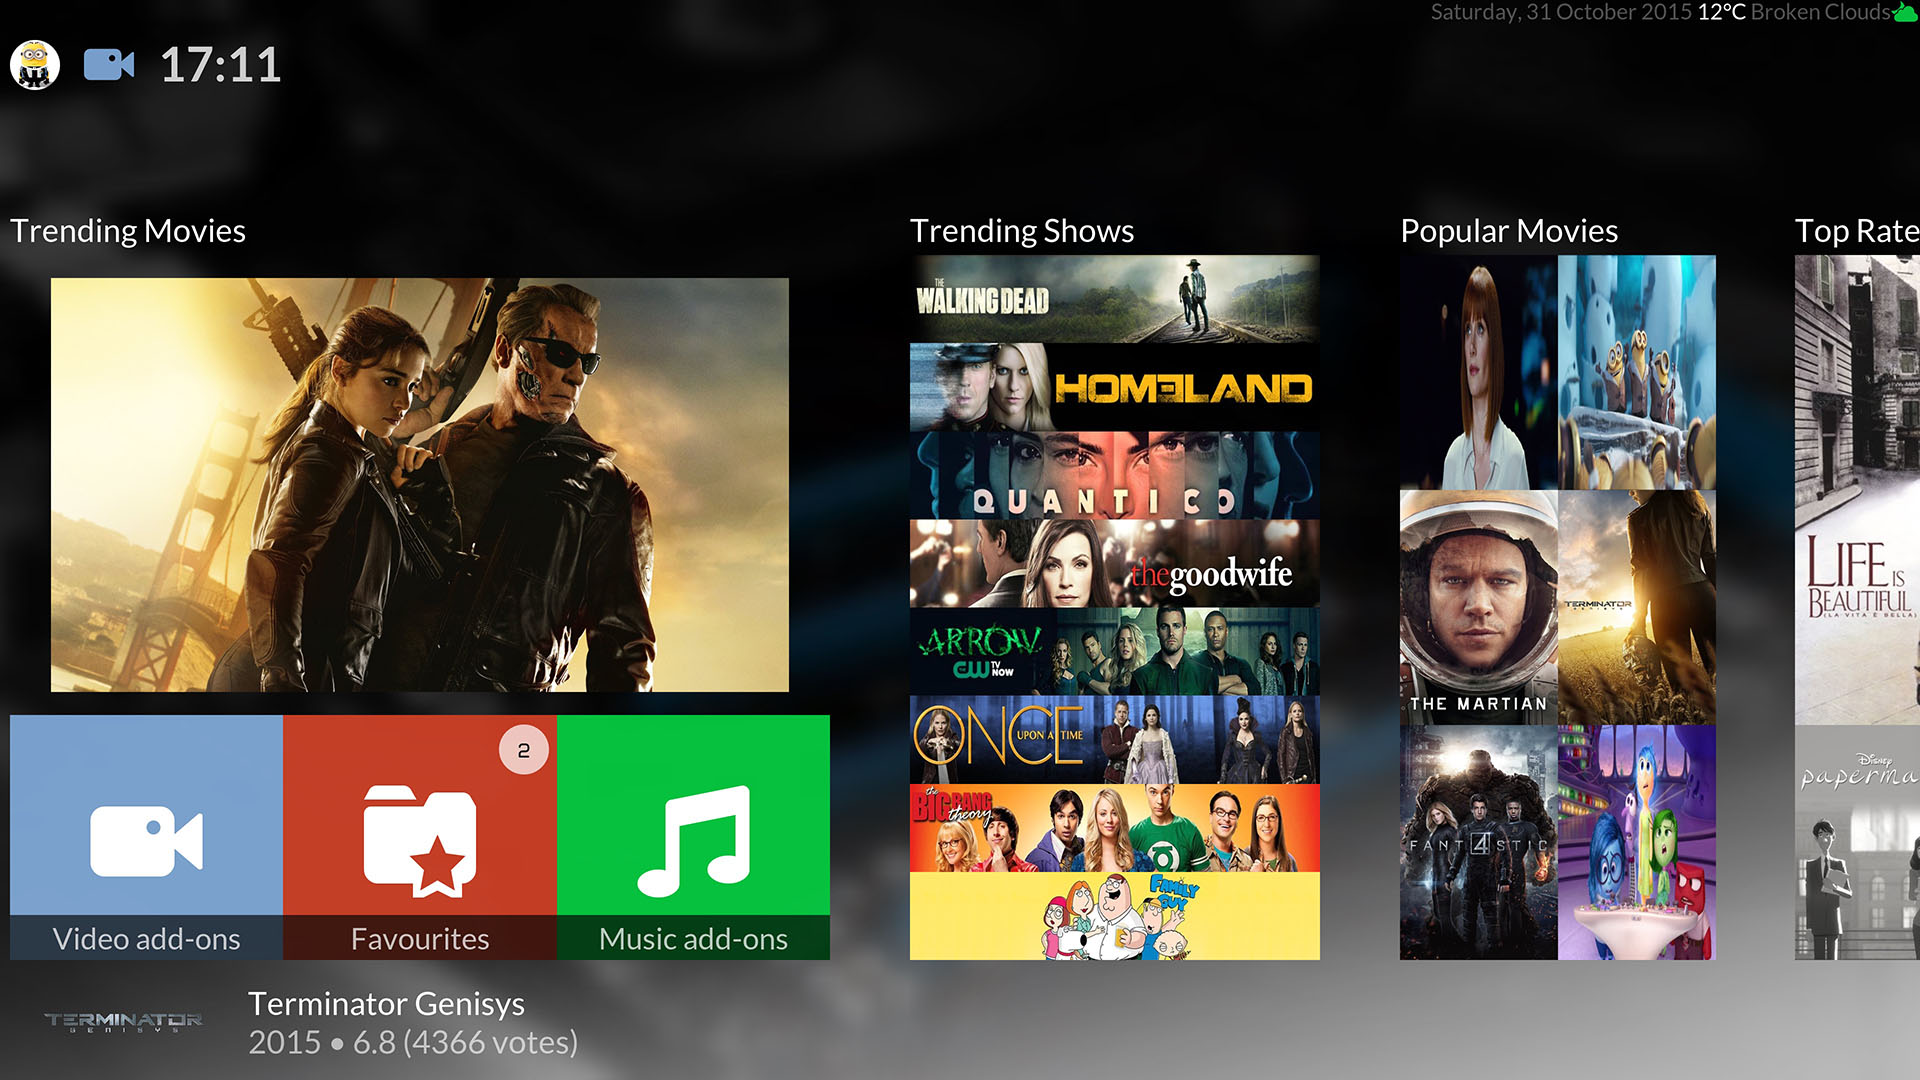 Saturday, 31 October 2015 12°C Broken Clouds
17:11
Trending Movies
Trending Shows
Popular Movies
Top Rate
THE
WALKING DEAD
HOMELAND
QUANTICO
thegoodwife
ARROW
CW TV NOW
ONCE UPON A TIME
the
BIG BANG
theory
FAMILY
GUY
THE MARTIAN
TERMINATOR
GENISYS
FANT4STIC
LIFE IS
BEAUTIFUL
(LA VITA È BELLA)
Disney
paperma
2
Video add-ons
Favourites
Music add-ons
TERMINATOR
GENISYS
Terminator Genisys
2015 • 6.8 (4366 votes)